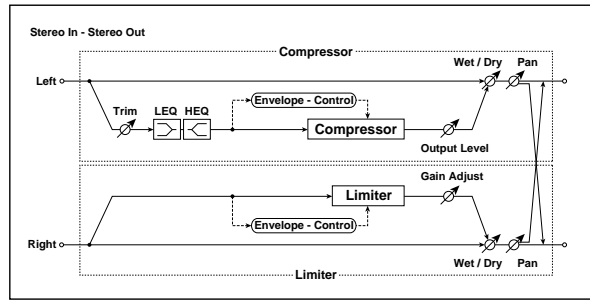 Stereo In - Stereo Out
Compressor
Wet / Dry Pan
Left
Trim LEQ HEQ
Envelope - Control
Compressor
Output Level
Gain Adjust
Limiter
Envelope - Control
Right
Wet / Dry Pan
Limiter